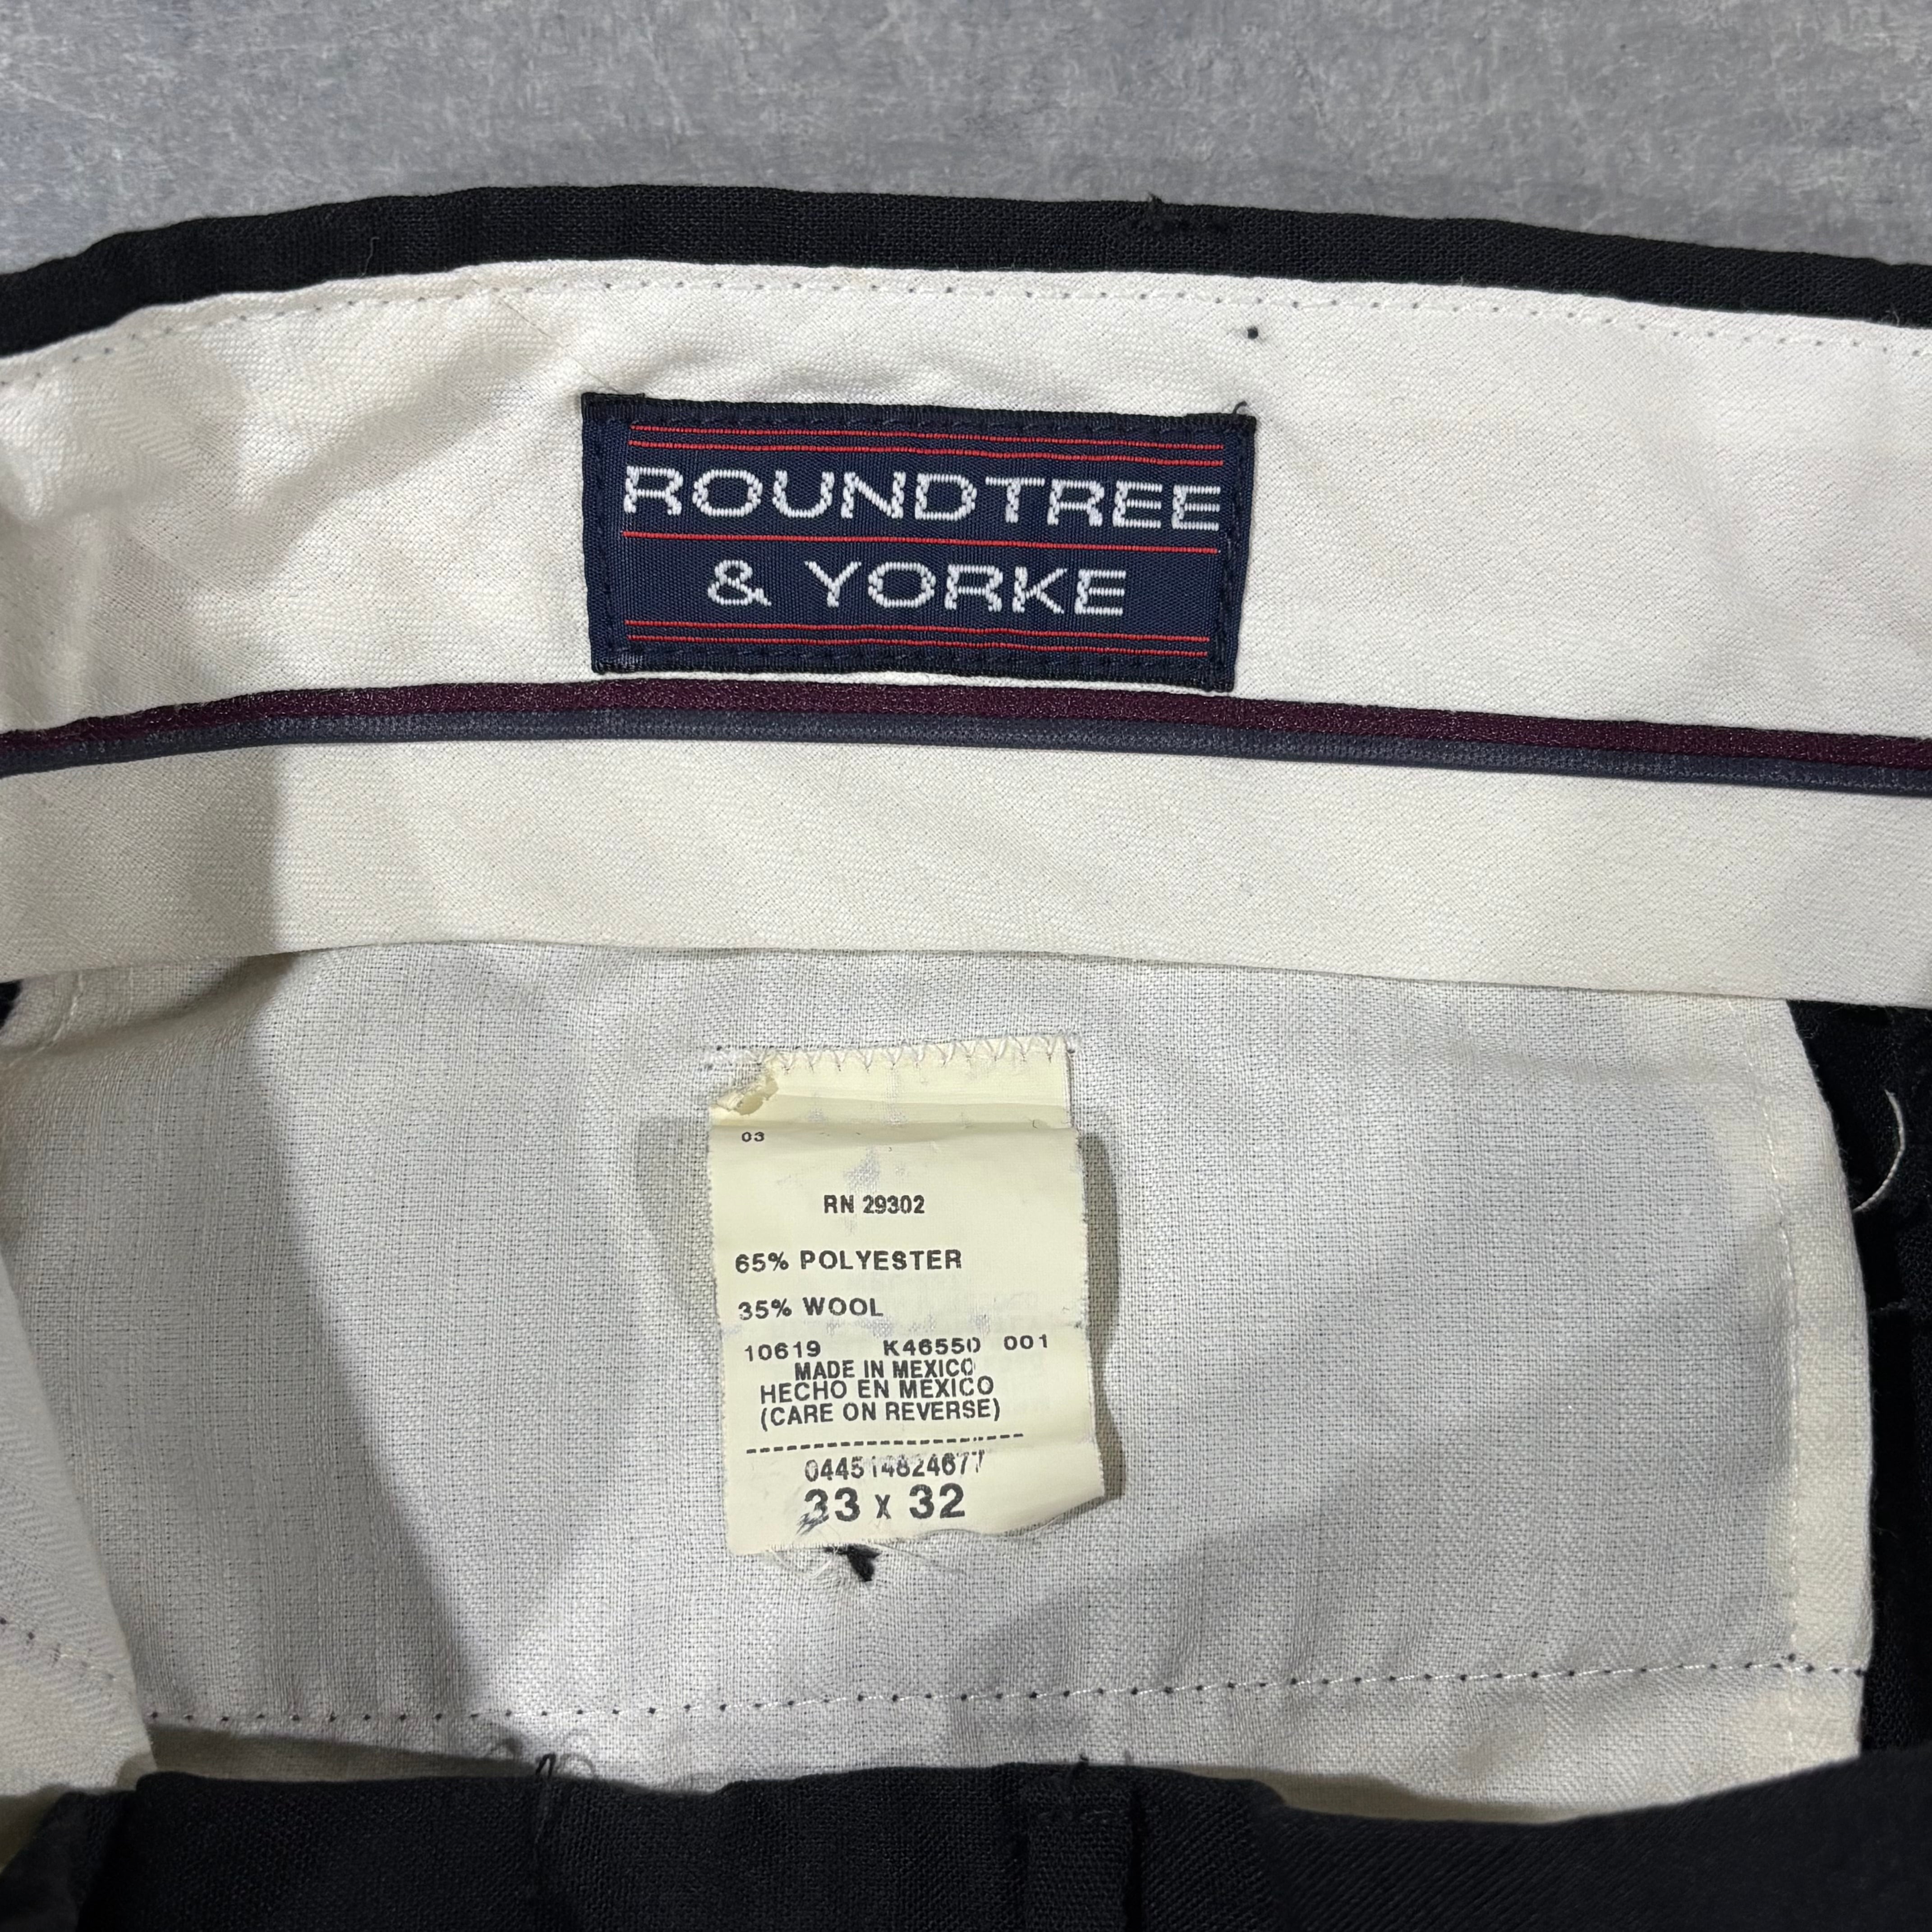 ROUNDTREE
& YORKE
03
RN 29302
65% POLYESTER
35% WOOL
10619 K46550 001
MADE IN MEXICO
HECHO EN MEXICO
(CARE ON REVERSE)
044514824677
33 x 32